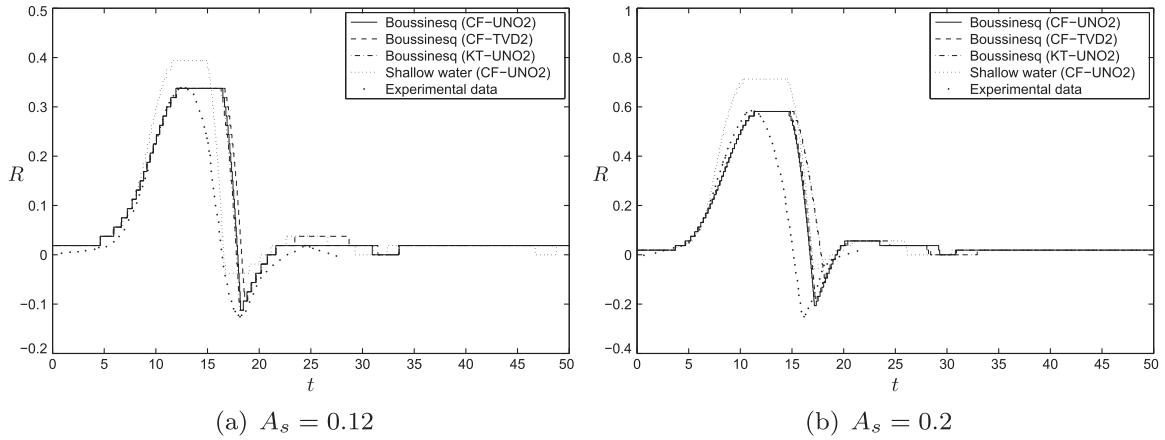 0.5
0.4
0.3
0.2
0.1
0
−0.1
−0.2
R
0 5 10 15 20 25 30 35 40 45 50
t
Boussinesq (CF−UNO2)
Boussinesq (CF−TVD2)
Boussinesq (KT−UNO2)
Shallow water (CF−UNO2)
Experimental data
(a) A_s = 0.12
1
0.8
0.6
0.4
0.2
0
−0.2
−0.4
R
0 5 10 15 20 25 30 35 40 45 50
t
Boussinesq (CF−UNO2)
Boussinesq (CF−TVD2)
Boussinesq (KT−UNO2)
Shallow water (CF−UNO2)
Experimental data
(b) A_s = 0.2